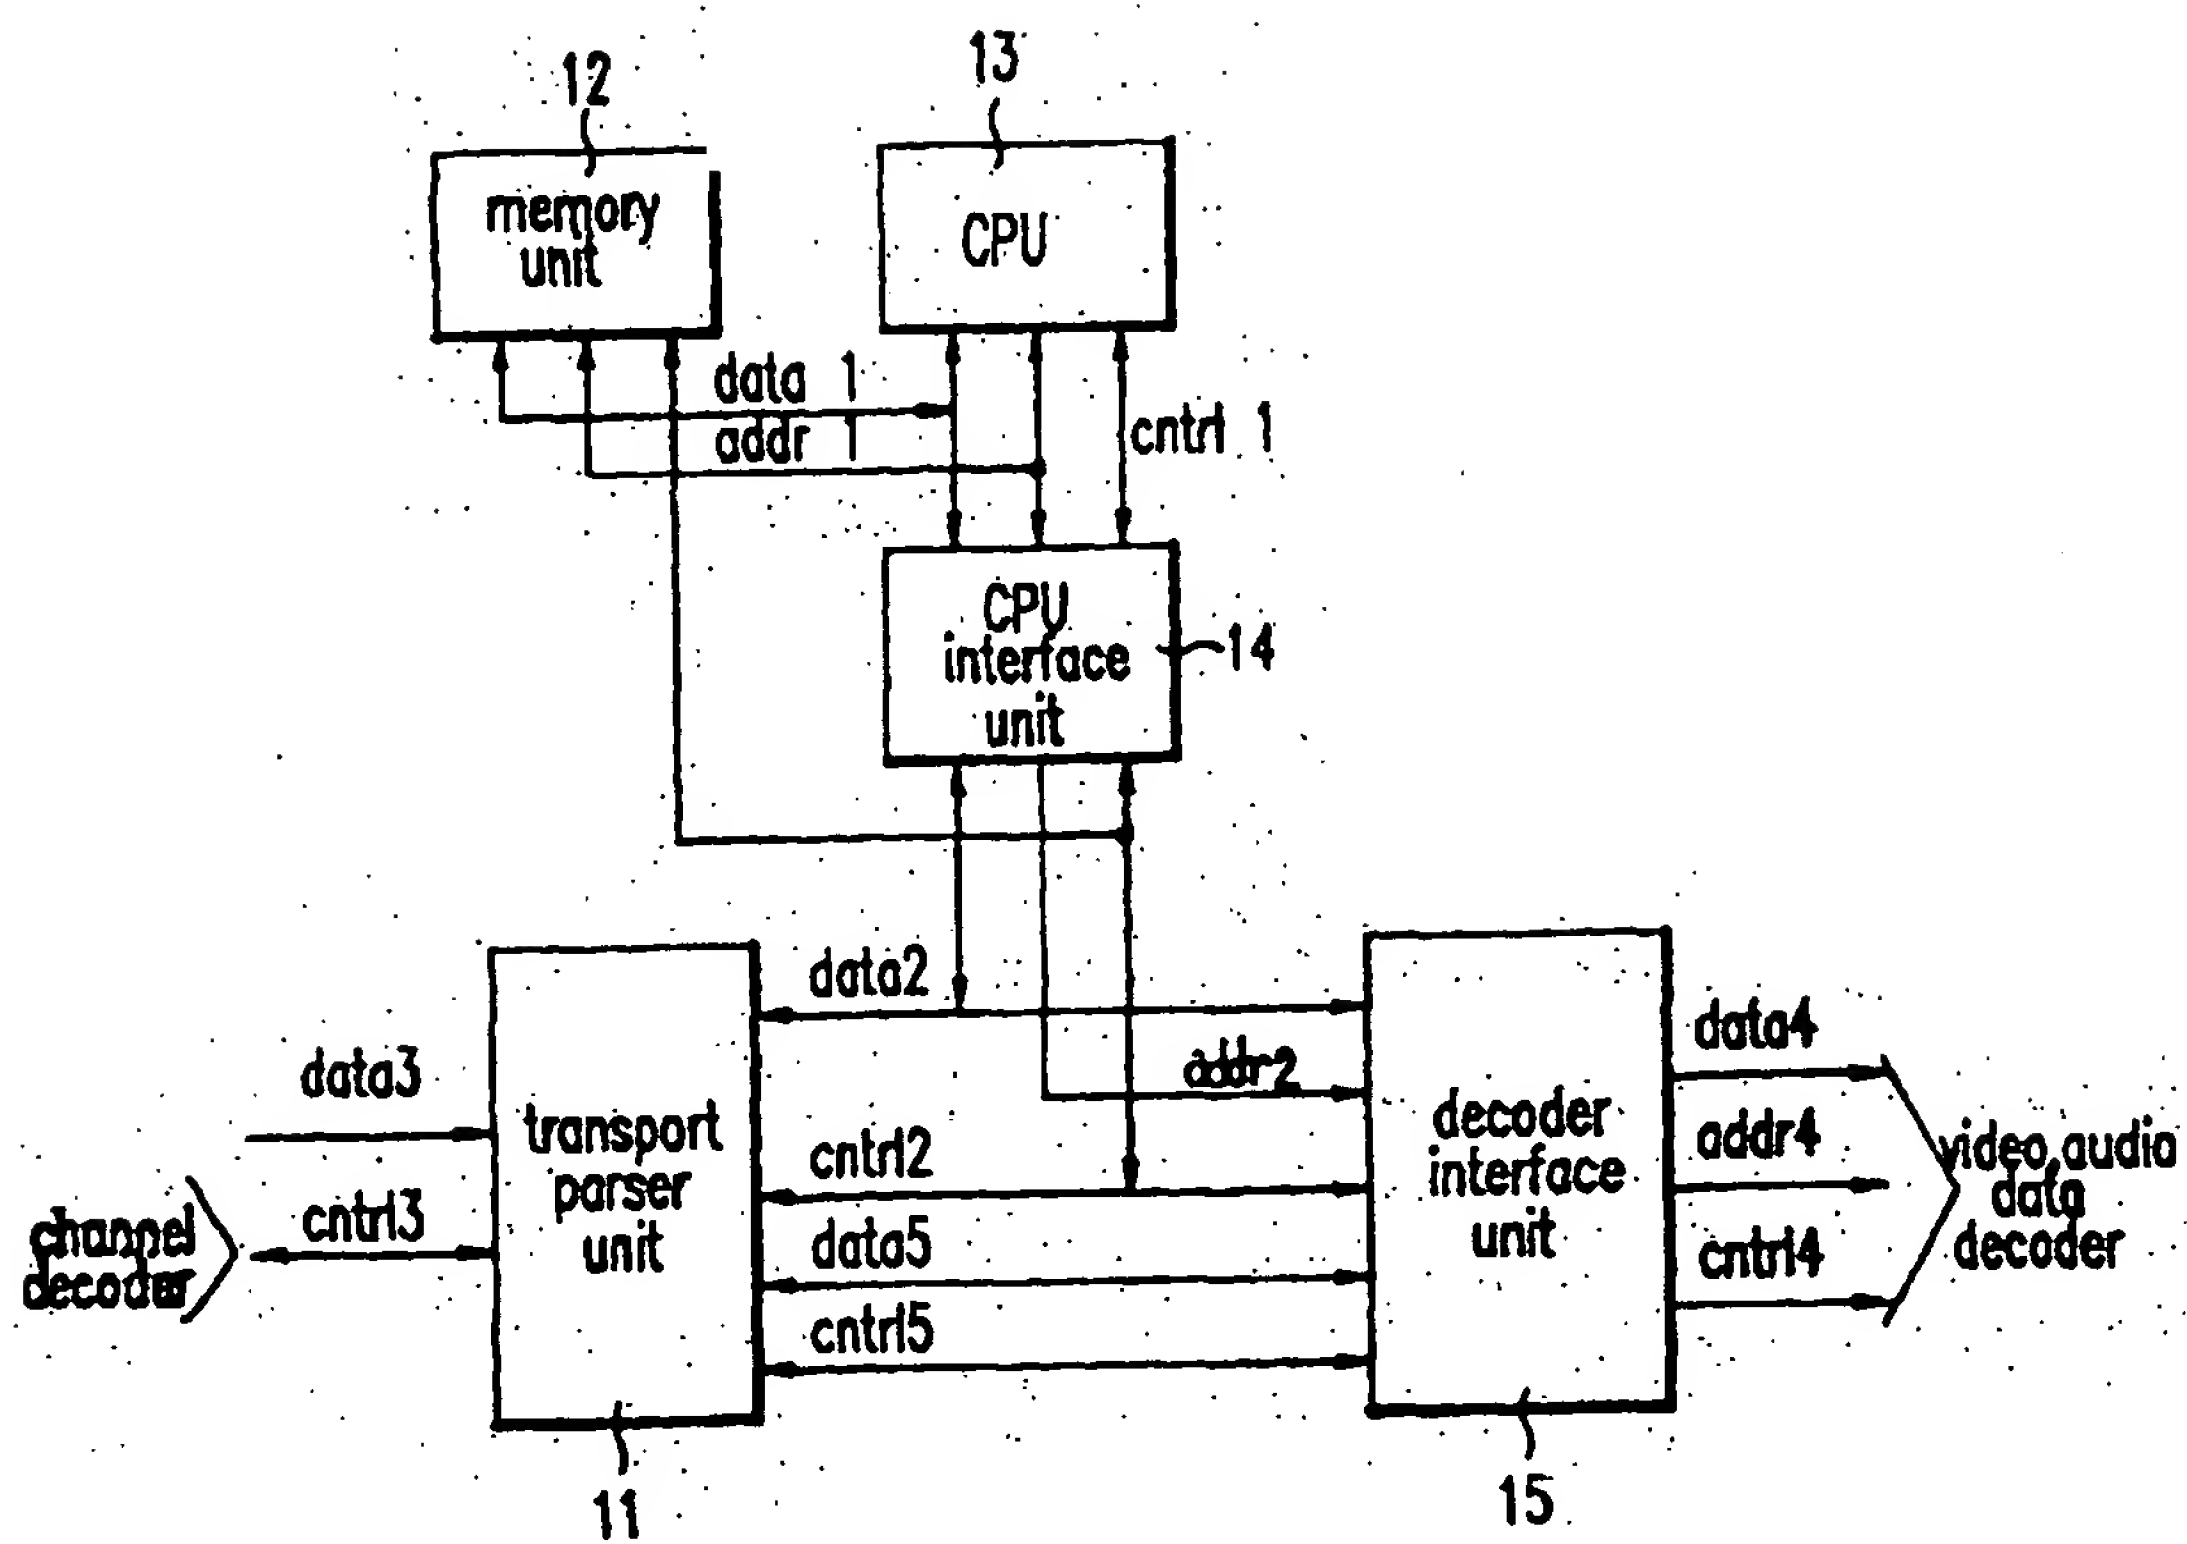 12
13
memory
unit
CPU
data 1
addr 1
cntrl 1
CPU
interface
unit
14
data2
data3
addr2
data4
transport
parser
unit
cntrl2
decoder
interface
unit
addr4
video,audio
data
decoder
channel
decoder
cntrl3
data5
cntrl4
cntrl5
11
15